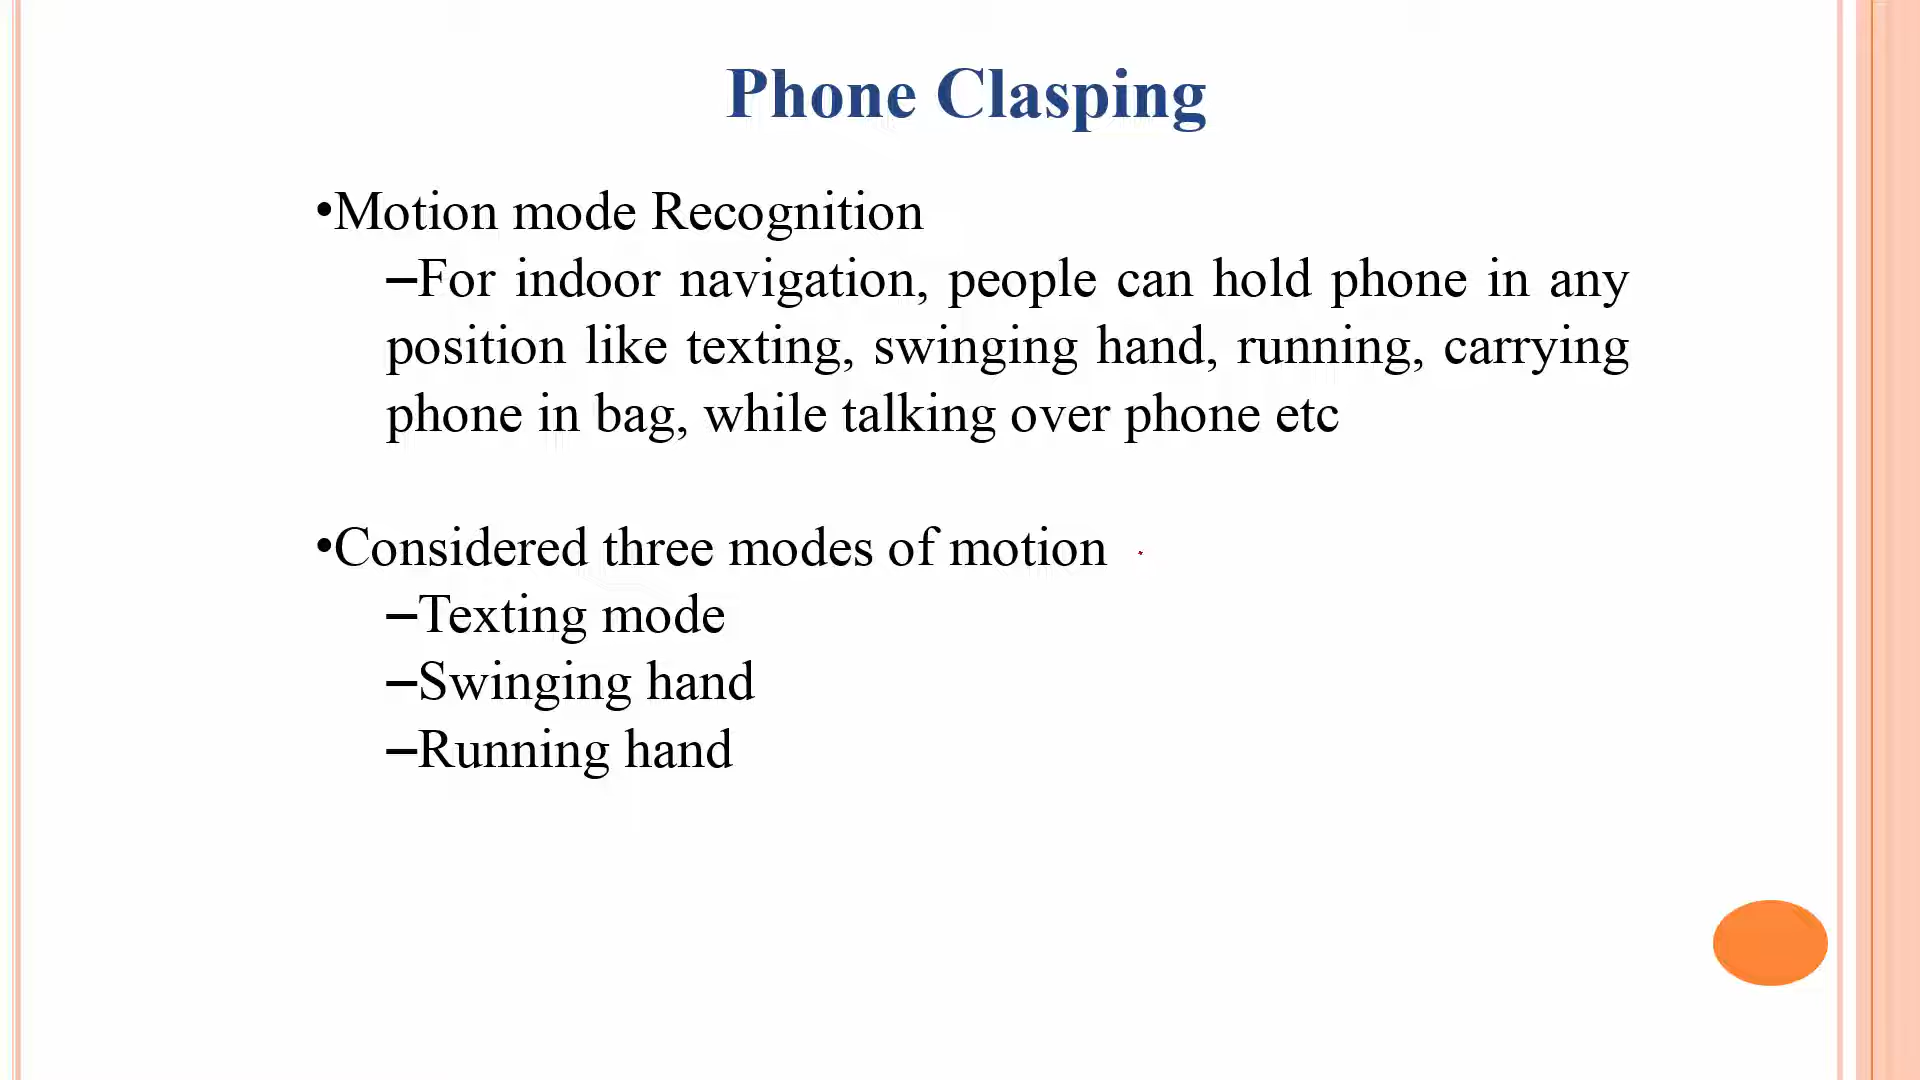 Phone Clasping
•Motion mode Recognition
–For indoor navigation, people can hold phone in any
position like texting, swinging hand, running, carrying
phone in bag, while talking over phone etc
•Considered three modes of motion
–Texting mode
–Swinging hand
–Running hand